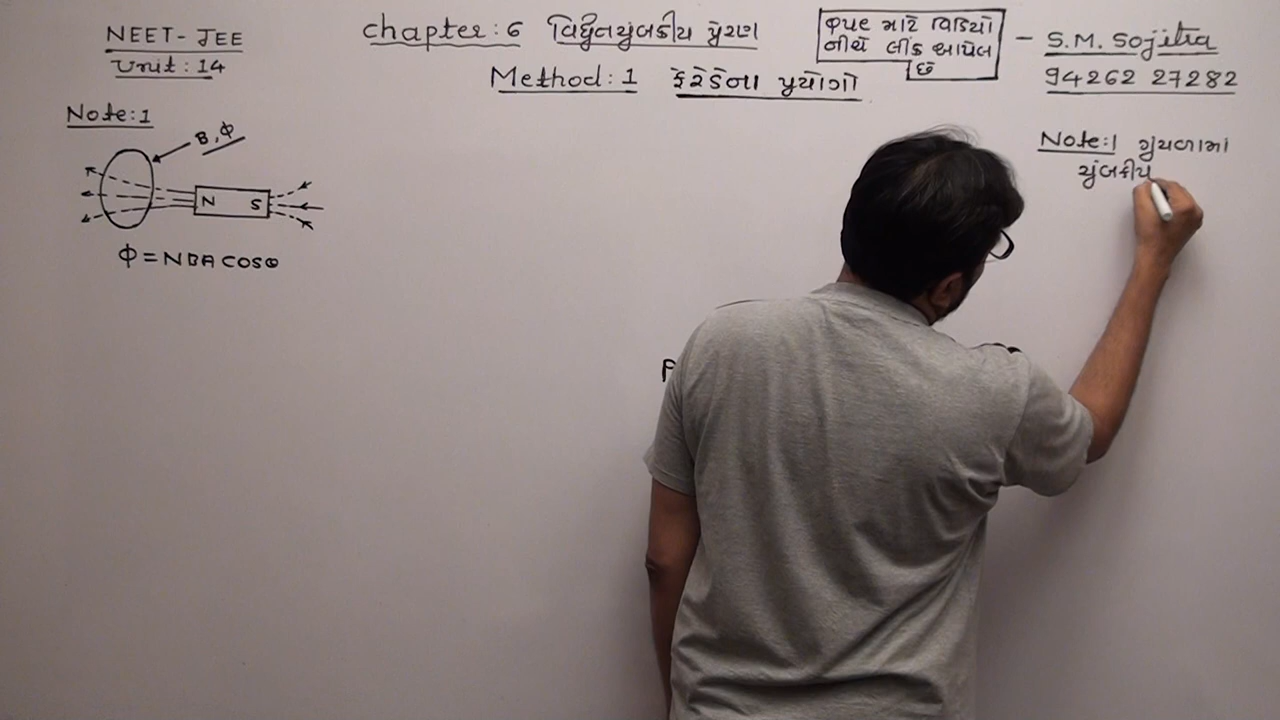 NEET - JEE
Unit : 14
chapter : 6 વિદ્યુતચુંબકીય પ્રેરણ
Method : 1 ફેરેડેના પ્રયોગો
માટે વિડિયો
નીચે લીંક આપેલ
છે
- S.M. Sojitra
94262 27282
Note:1
B, Φ
N S
Φ = NBA cosθ
Note:1 ગુંચળામાં
ચુંબકીય